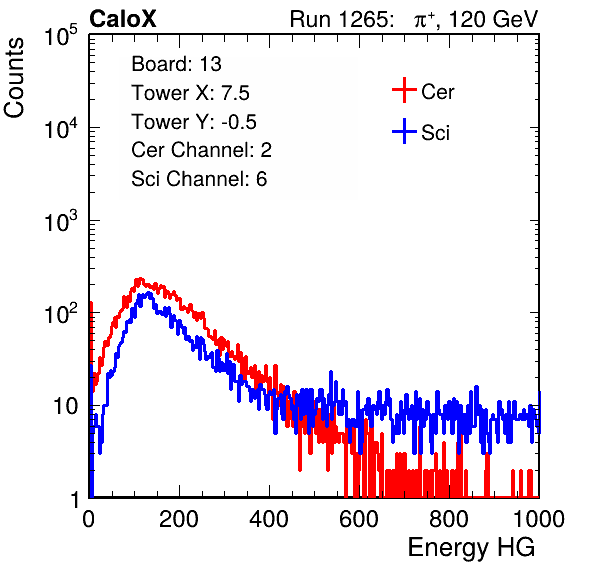 CaloX Run 1265: π⁺, 120 GeV
Counts
10⁵
10⁴
10³
10²
10
1
Board: 13
Tower X: 7.5
Tower Y: -0.5
Cer Channel: 2
Sci Channel: 6
Cer
Sci
0 200 400 600 800 1000
Energy HG